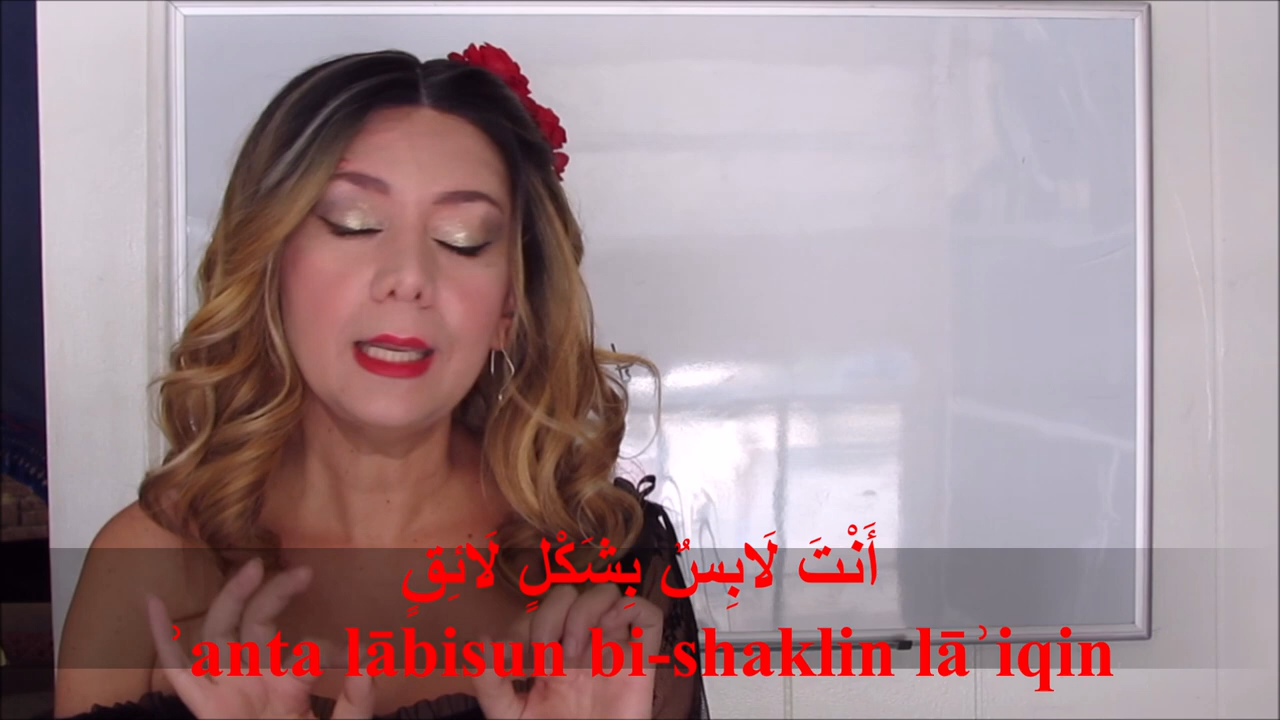 أَنْتَ لَابِسٌ بِشَكْلٍ لَائِقٍ
ʾanta lābisun bi-shaklin lāʾiqin